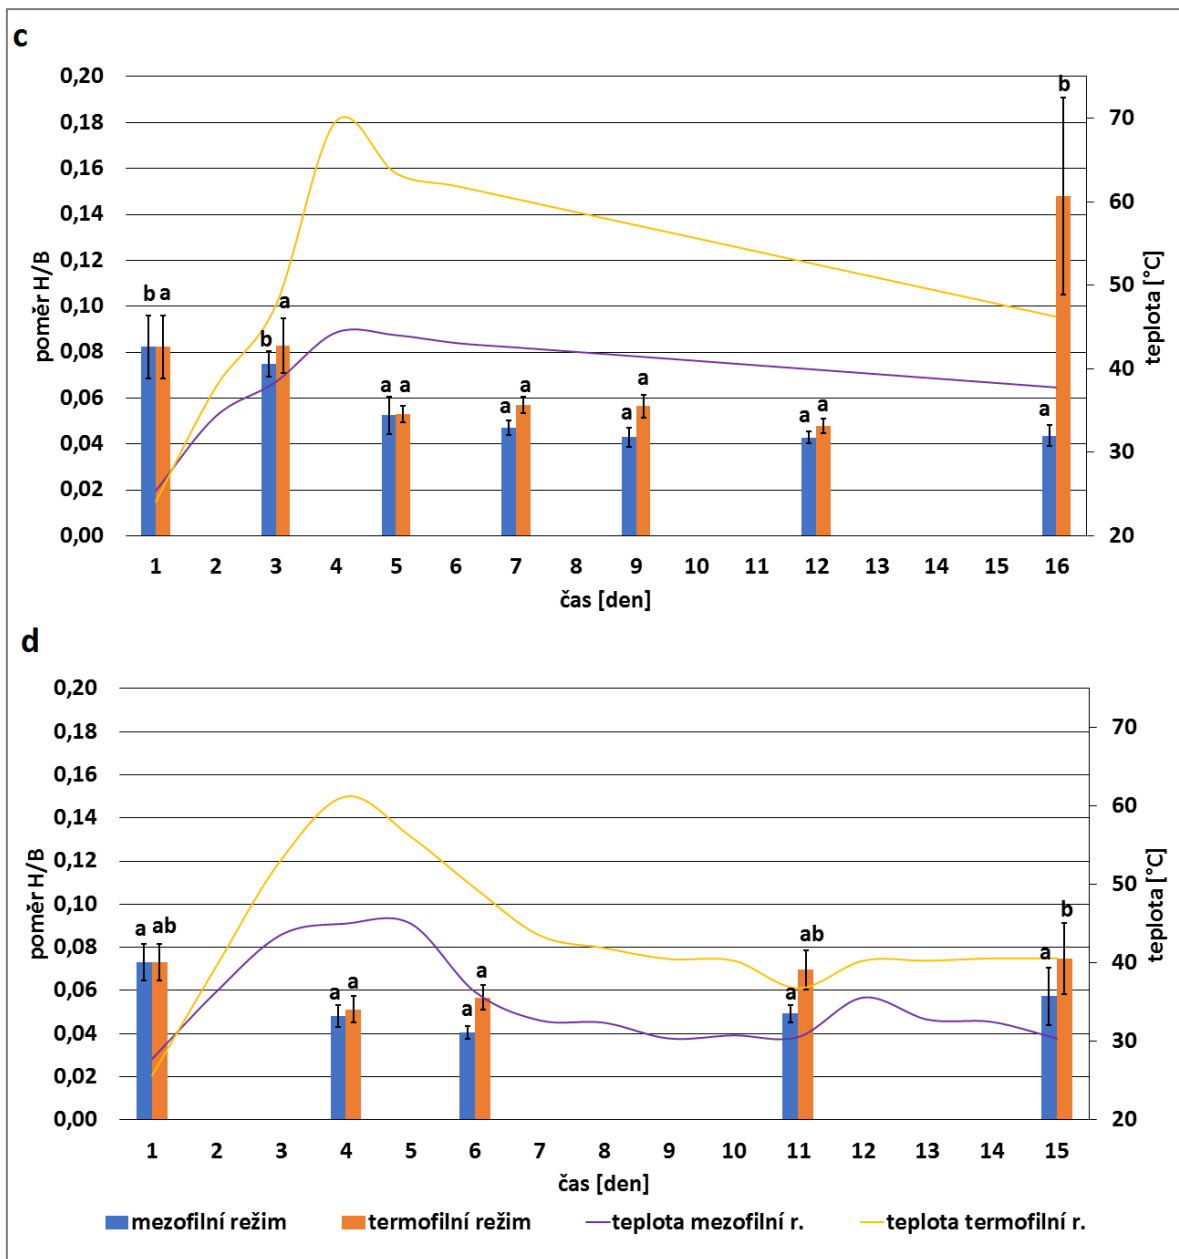 c
0,20
0,18
0,16
0,14
0,12
0,10
0,08
0,06
0,04
0,02
0,00
poměr H/B
70
60
50
40
30
20
teplota [°C]
b a
b a
a a
a a
a a
a a
a b
1 2 3 4 5 6 7 8 9 10 11 12 13 14 15 16
čas [den]
d
0,20
0,18
0,16
0,14
0,12
0,10
0,08
0,06
0,04
0,02
0,00
poměr H/B
70
60
50
40
30
20
teplota [°C]
a ab
a a
a a
a ab
a b
1 2 3 4 5 6 7 8 9 10 11 12 13 14 15
čas [den]
mezofilní režim termofilní režim teplota mezofilní r. teplota termofilní r.